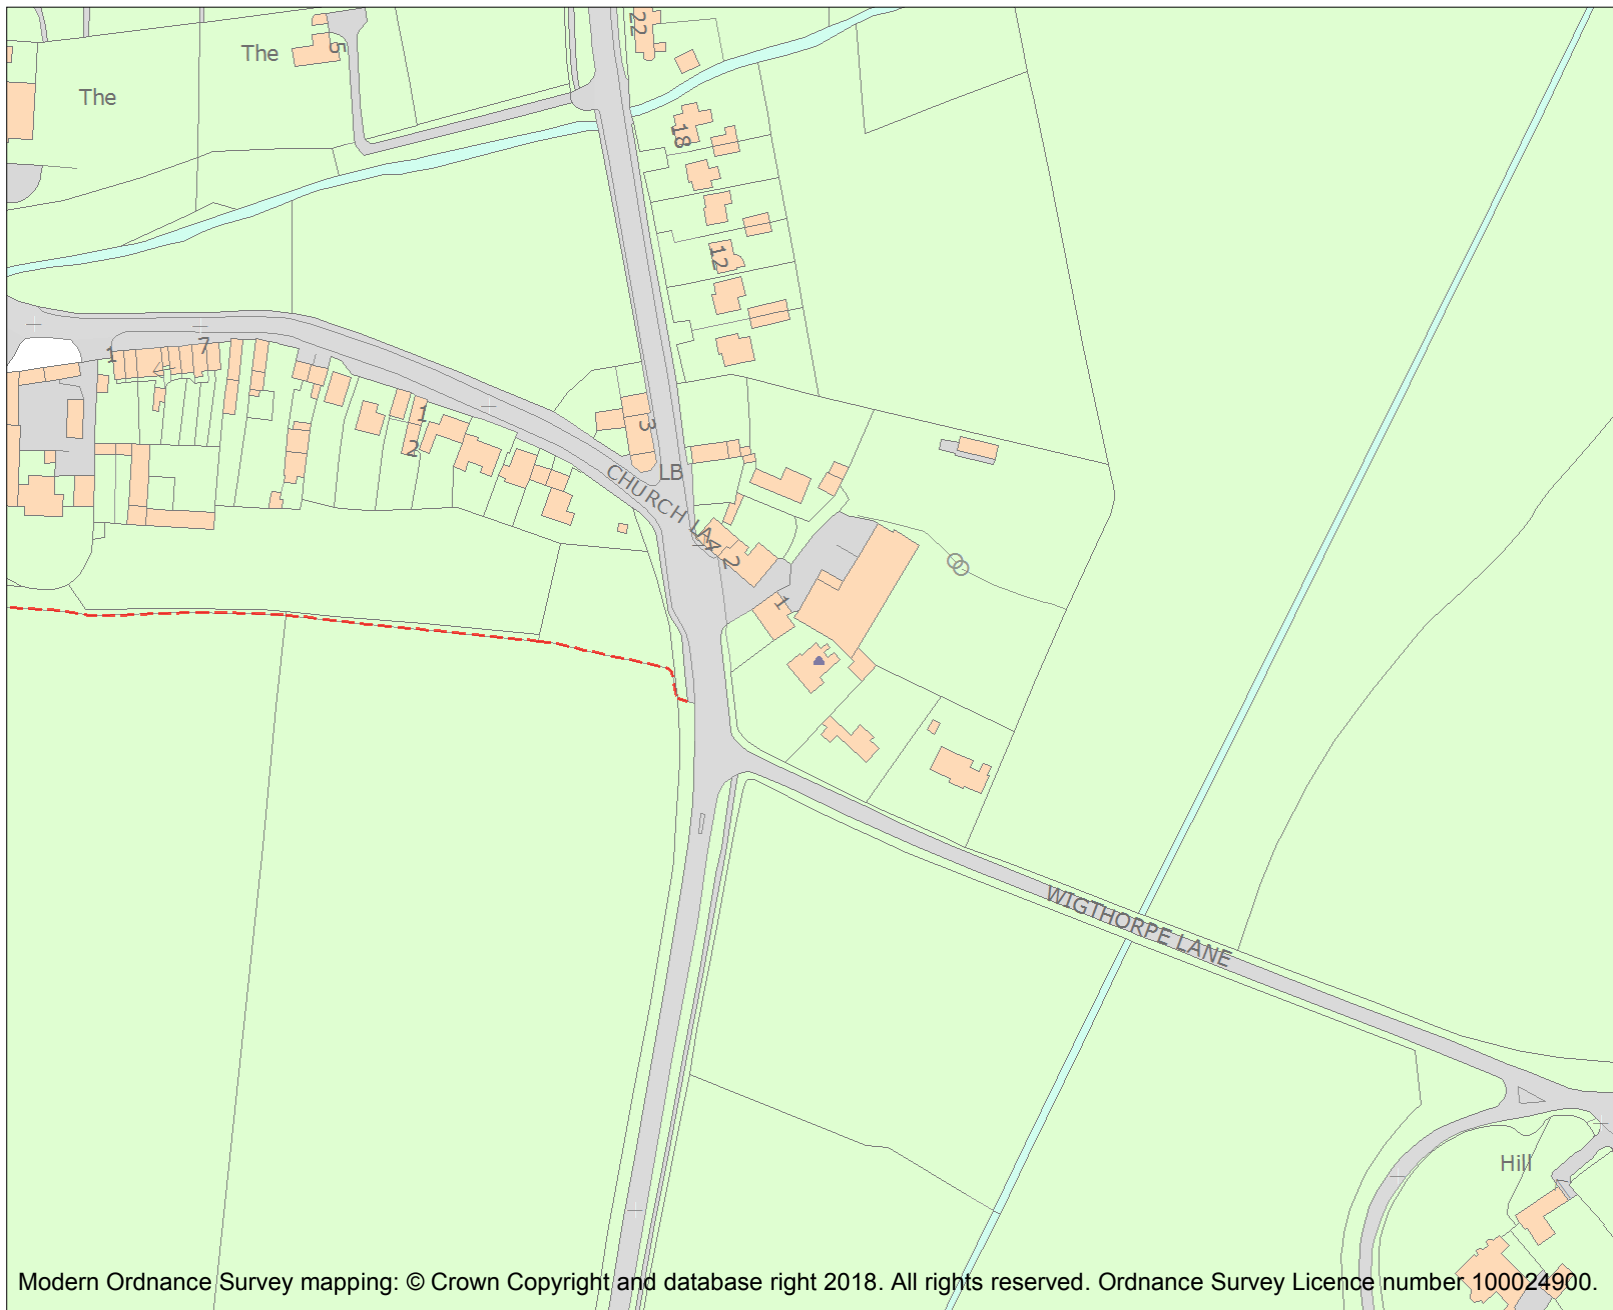 22
The
5
The
18
12
7
1
4
1
2
3
LB
CHURCH LA
2
1
WIGTHORPE LANE
Hill
Modern Ordnance Survey mapping: © Crown Copyright and database right 2018. All rights reserved. Ordnance Survey Licence number 100024900.